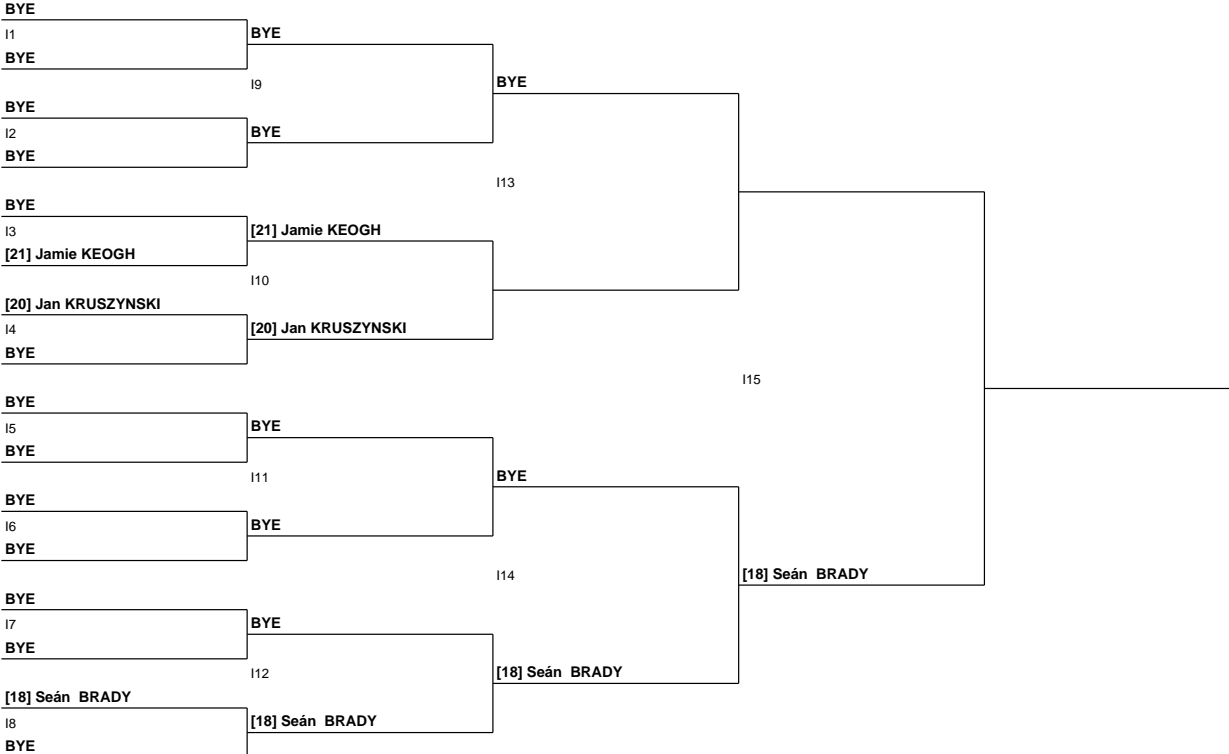 BYE
I1
BYE
BYE
I9
BYE
BYE
I2
BYE
BYE
I13
BYE
I3
[21] Jamie KEOGH
[21] Jamie KEOGH
I10
[20] Jan KRUSZYNSKI
I4
[20] Jan KRUSZYNSKI
BYE
I15
BYE
I5
BYE
BYE
I11
BYE
BYE
I6
BYE
BYE
I14
[18] Seán BRADY
BYE
I7
BYE
BYE
I12
[18] Seán BRADY
[18] Seán BRADY
I8
[18] Seán BRADY
BYE